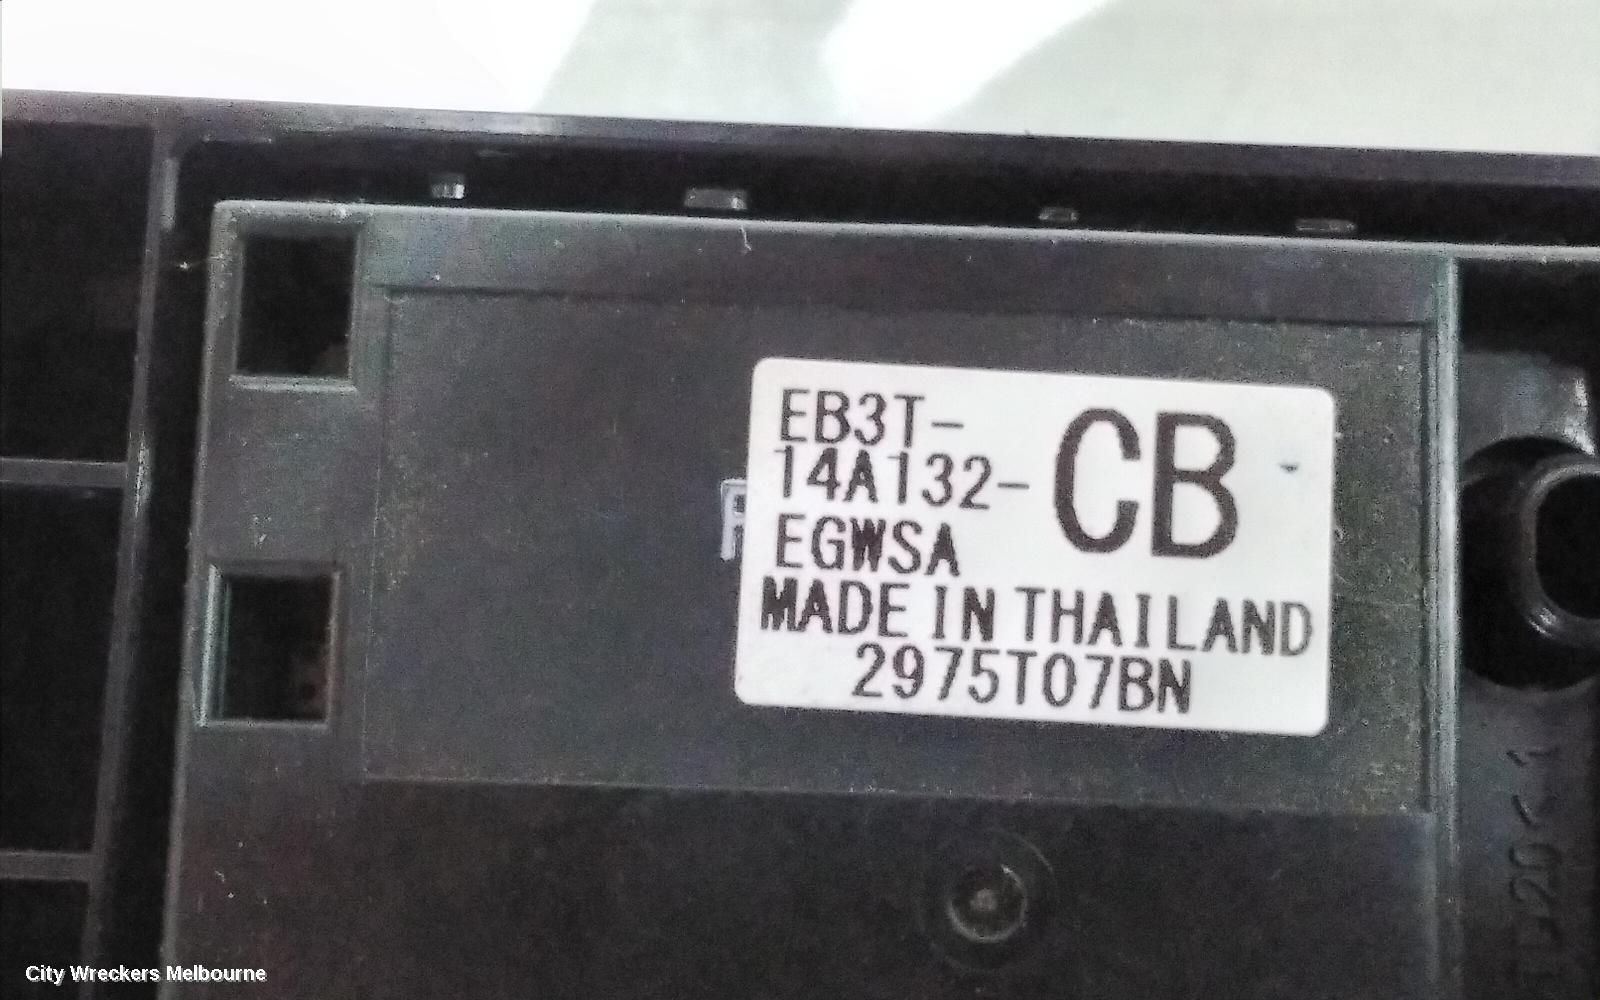 EB3T-
14A132- CB
EGWSA
MADE IN THAILAND
2975T07BN
City Wreckers Melbourne